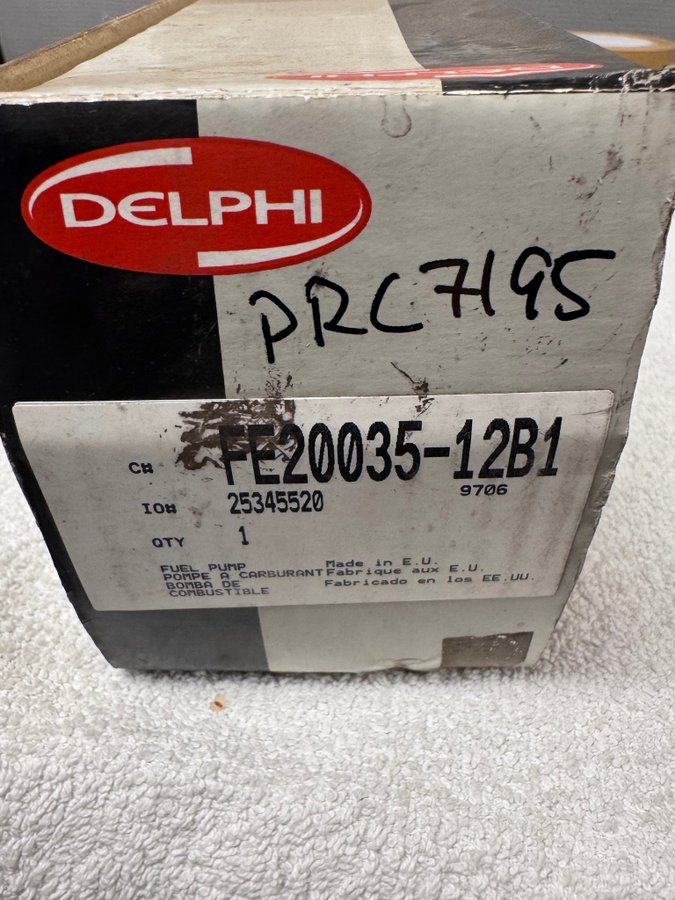 DELPHI
PRC7195
C# FE20035-12B1
9706
IO# 25345520
QTY 1
FUEL PUMP Made in E.U.
POMPE A CARBURANT Fabrique aux E.U.
BOMBA DE Fabricado en los EE.UU.
COMBUSTIBLE